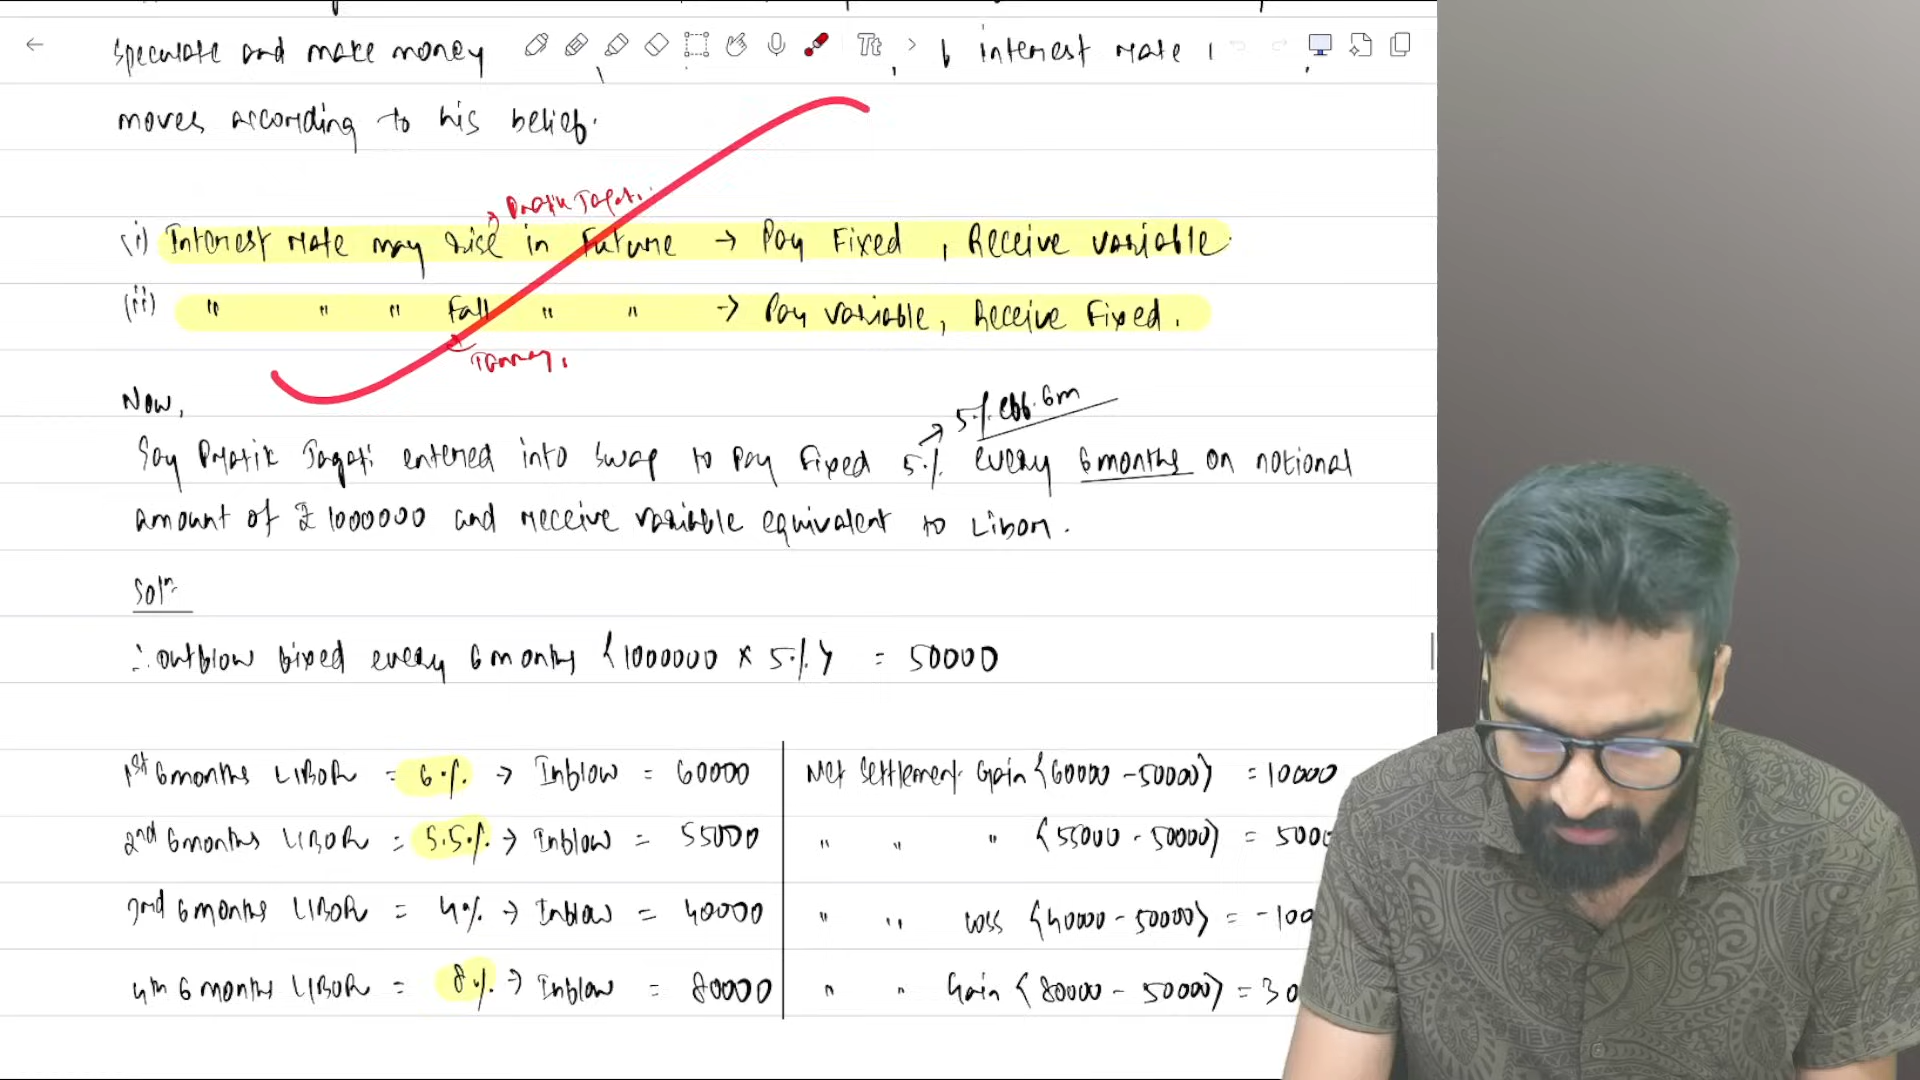 Speculate and make money , interest rate
moves according to his belief.
Pratik Jagati.
(i) Interest rate may rise in future → Pay Fixed, Receive variable
(ii) " " " Fall " " → Pay variable, Receive Fixed.
Now,
5% eff. 6m
Say Pratik Jagati entered into swap to pay fixed 5% every 6 months on notional
amount of ₹ 1000000 and receive variable equivalent to Libor.
Solⁿ
∴ outflow fixed every 6 months {1000000 × 5%} = 50000
1st 6 months LIBOR = 6% → Inflow = 60000 Net Settlement Gain {60000 - 50000} = 10000
2nd 6 months LIBOR = 5.5% → Inflow = 55000 " " " {55000 - 50000} = 5000
3rd 6 months LIBOR = 4% → Inflow = 40000 " " Loss {40000 - 50000} = -100
4th 6 months LIBOR = 8% → Inflow = 80000 " " Gain {80000 - 50000} = 30